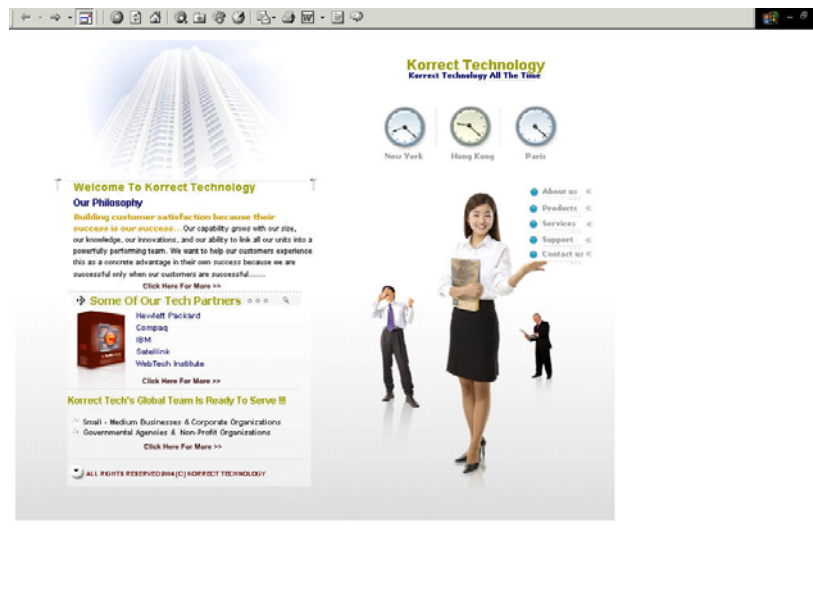 Korrect Technology
Korrect Technology All The Time
New York
Hong Kong
Paris
Welcome To Korrect Technology
Our Philosophy
Building customer satisfaction because their
success is our success... Our capability grows with our size,
our knowledge, our innovations, and our ability to link all our units into a
powerfully performing team. We want to help our customers experience
this as a concrete advantage in their own success because we are
successful only when our customers are successful.......
Click Here For More >>
Some Of Our Tech Partners
Hewlett Packard
Compaq
IBM
Satellink
WebTech Institute
Click Here For More >>
Korrect Tech's Global Team Is Ready To Serve !!!
Small - Medium Businesses & Corporate Organizations
Governmental Agencies & Non-Profit Organizations
Click Here For More >>
ALL RIGHTS RESERVED 2004 (C) KORRECT TECHNOLOGY
About us
Products
Services
Support
Contact us